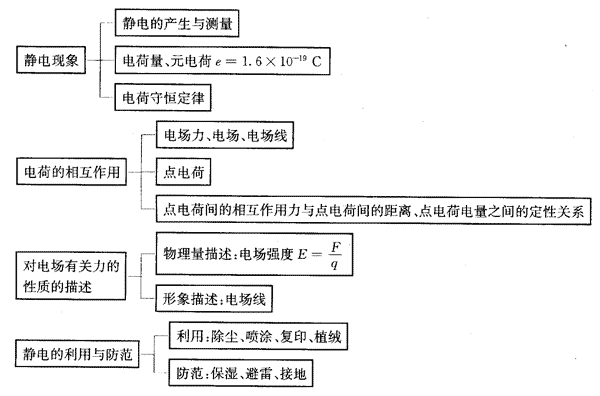 静电现象
静电的产生与测量
电荷量、元电荷 e = 1.6×10⁻¹⁹ C
电荷守恒定律
电荷的相互作用
电场力、电场、电场线
点电荷
点电荷间的相互作用力与点电荷间的距离、点电荷电量之间的定性关系
对电场有关力的
性质的描述
物理量描述:电场强度 E = F/q
形象描述:电场线
静电的利用与防范
利用:除尘、喷涂、复印、植绒
防范:保湿、避雷、接地